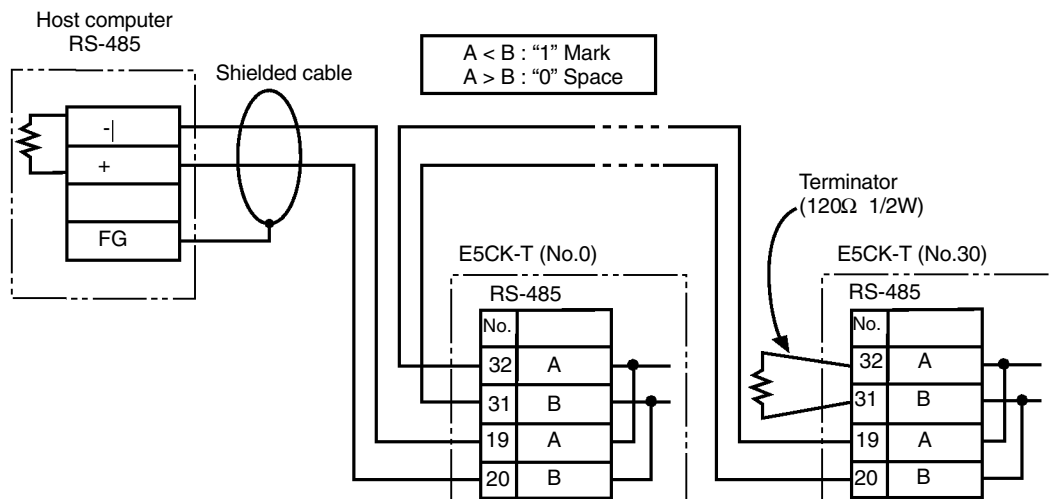 Host computer
RS-485
-|
+
FG
Shielded cable
A < B : “1” Mark
A > B : “0” Space
Terminator
(120Ω 1/2W)
E5CK-T (No.0)
RS-485
No.
32 A
31 B
19 A
20 B
E5CK-T (No.30)
RS-485
No.
32 A
31 B
19 A
20 B